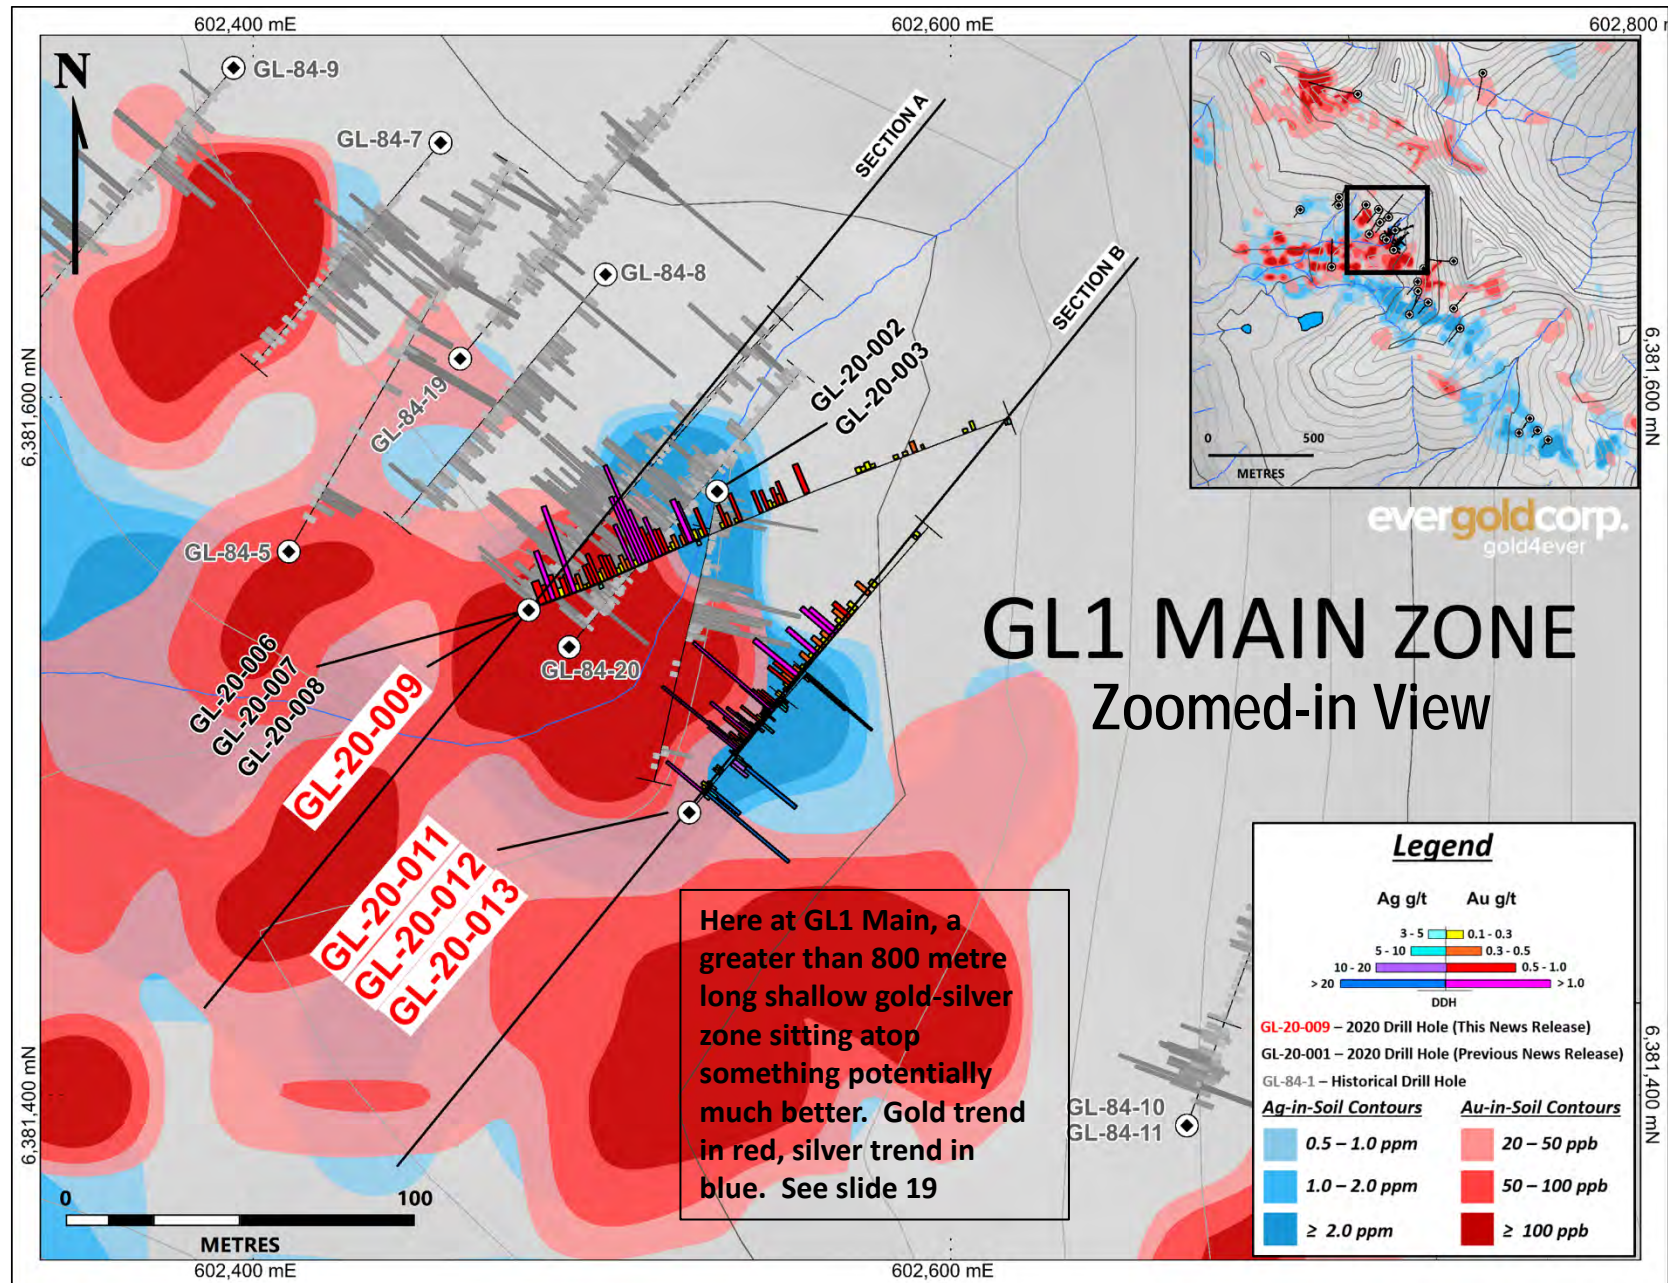 602,400 mE
602,600 mE
602,800 m
N
GL-84-9
GL-84-7
GL-84-8
SECTION A
SECTION B
GL-84-19
GL-20-002
GL-20-003
6,381,600 mN
6,381,600 mN
0
500
METRES
evergoldcorp.
gold4ever
GL-84-5
GL-84-20
GL1 MAIN ZONE
Zoomed-in View
GL-20-006
GL-20-007
GL-20-008
GL-20-009
GL-20-011
GL-20-012
GL-20-013
Here at GL1 Main, a
greater than 800 metre
long shallow gold-silver
zone sitting atop
something potentially
much better. Gold trend
in red, silver trend in
blue. See slide 19
GL-84-10
GL-84-11
Legend
Ag g/t Au g/t
3 - 5 0.1 - 0.3
5 - 10 0.3 - 0.5
10 - 20 0.5 - 1.0
> 20 > 1.0
DDH
GL-20-009 – 2020 Drill Hole (This News Release)
GL-20-001 – 2020 Drill Hole (Previous News Release)
GL-84-1 – Historical Drill Hole
Ag-in-Soil Contours Au-in-Soil Contours
0.5 – 1.0 ppm 20 – 50 ppb
1.0 – 2.0 ppm 50 – 100 ppb
≥ 2.0 ppm ≥ 100 ppb
6,381,400 mN
6,381,400 mN
0
100
METRES
602,400 mE
602,600 mE